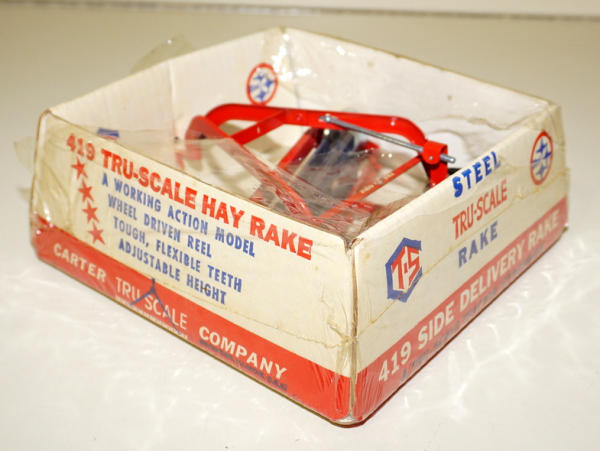 419 TRU-SCALE HAY RAKE
A WORKING ACTION MODEL
WHEEL DRIVEN REEL
TOUGH, FLEXIBLE TEETH
ADJUSTABLE HEIGHT
CARTER TRU SCALE COMPANY
STEEL
TRU-SCALE
RAKE
T-S
419 SIDE DELIVERY RAKE